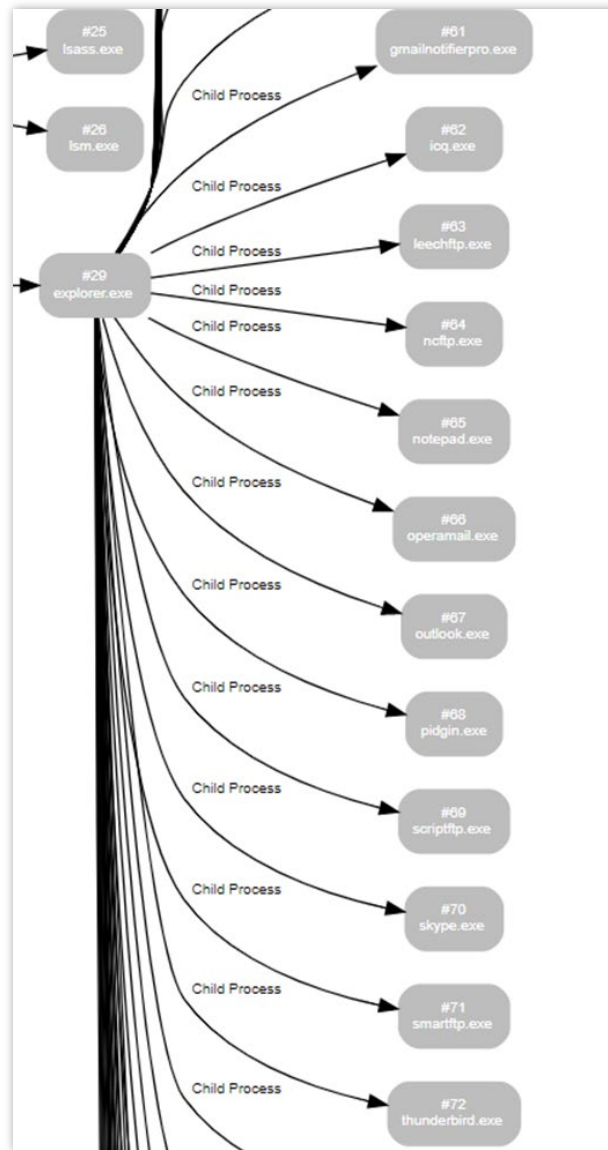 #25
lsass.exe
#26
lsm.exe
#29
explorer.exe
Child Process
Child Process
Child Process
Child Process
Child Process
Child Process
Child Process
Child Process
Child Process
Child Process
Child Process
Child Process
Child Process
#61
gmailnotifierpro.exe
#62
icq.exe
#63
leechftp.exe
#64
ncftp.exe
#65
notepad.exe
#66
operamail.exe
#67
outlook.exe
#68
pidgin.exe
#69
scriptftp.exe
#70
skype.exe
#71
smartftp.exe
#72
thunderbird.exe